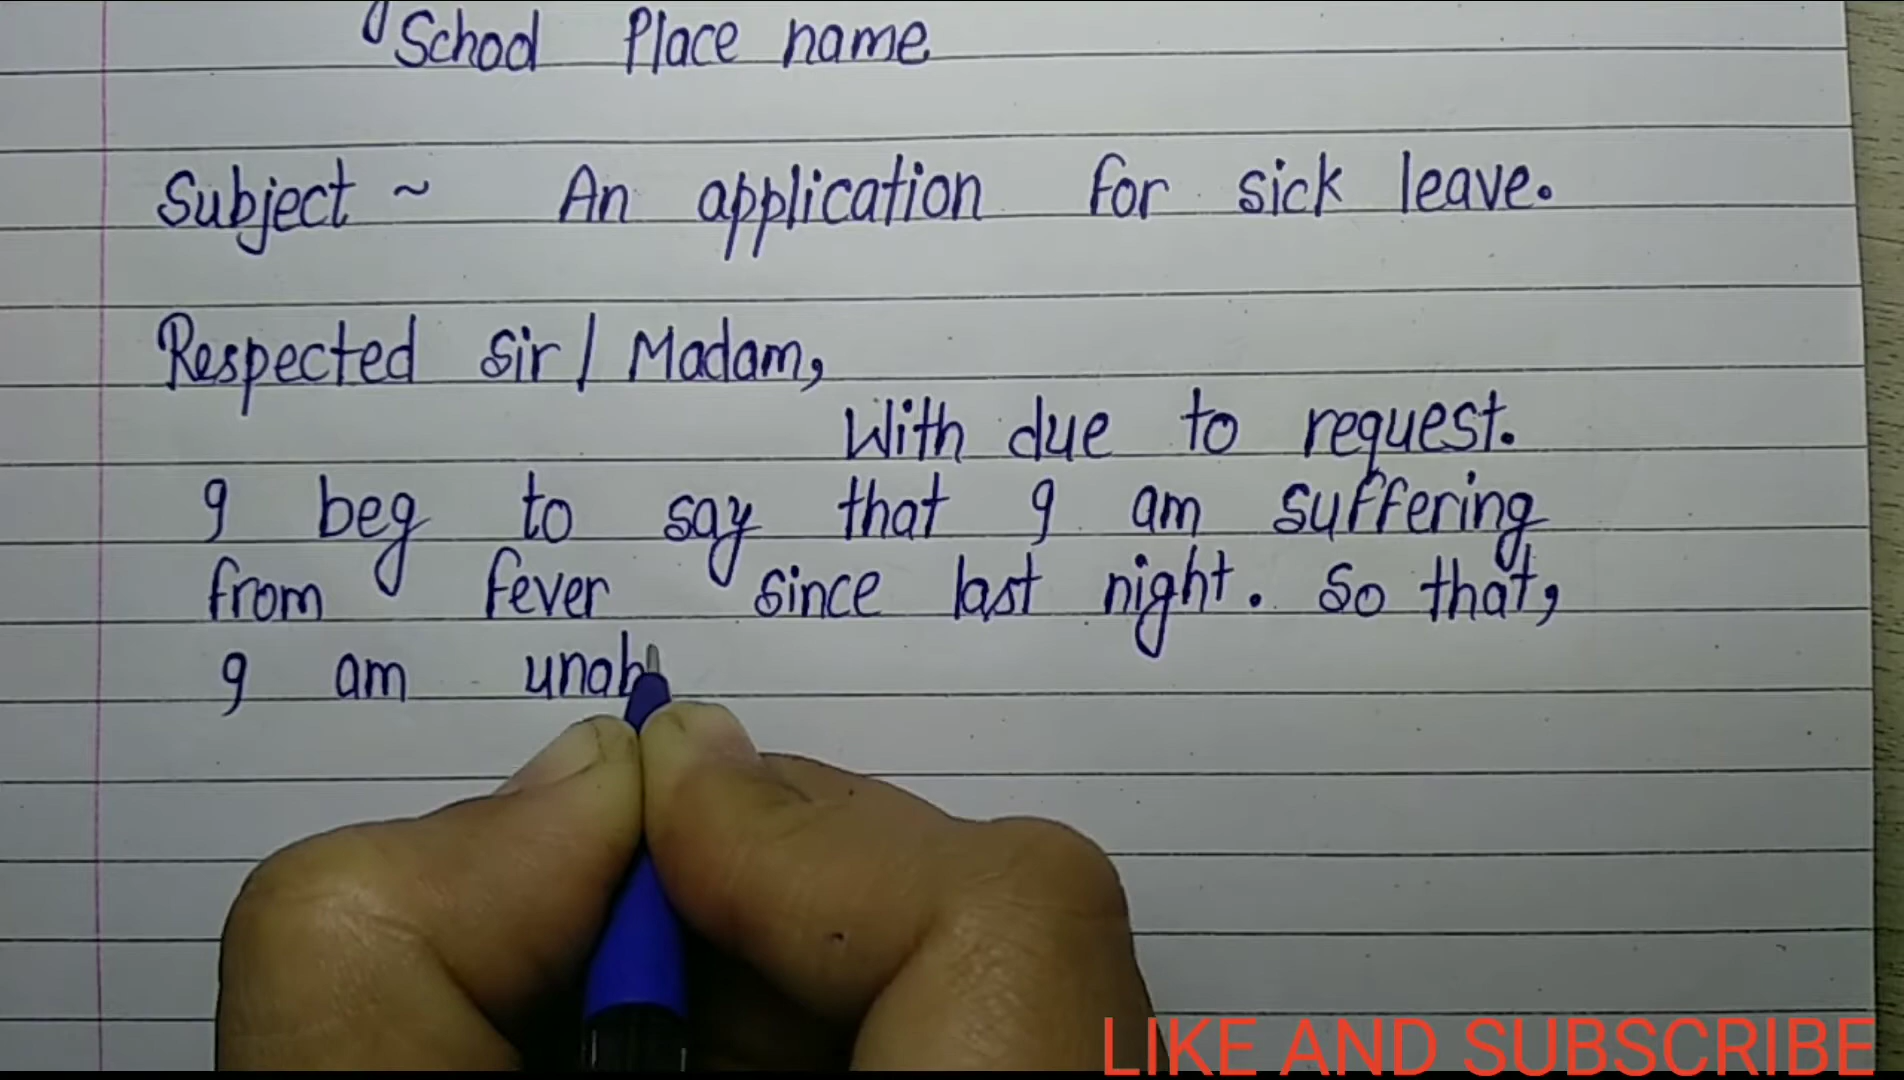 School Place name
Subject ~ An application for sick leave.
Respected Sir / Madam,
With due to request.
I beg to say that I am suffering
from fever since last night. So that,
I am unab
LIKE AND SUBSCRIBE